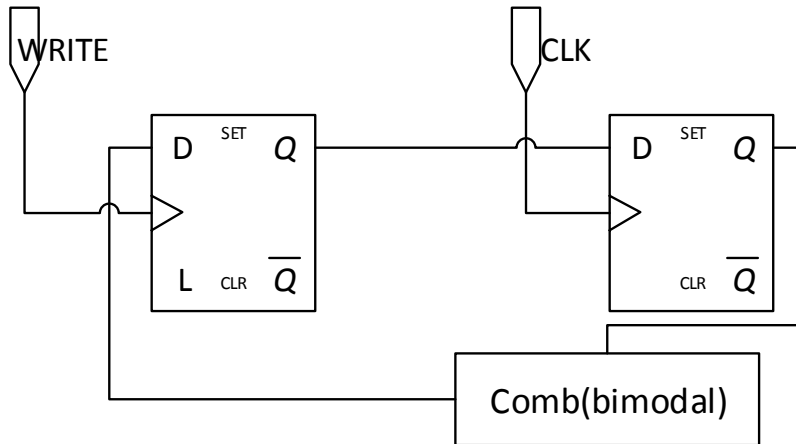 WRITE
CLK
D SET Q
L CLR Q̅
D SET Q
CLR Q̅
Comb(bimodal)